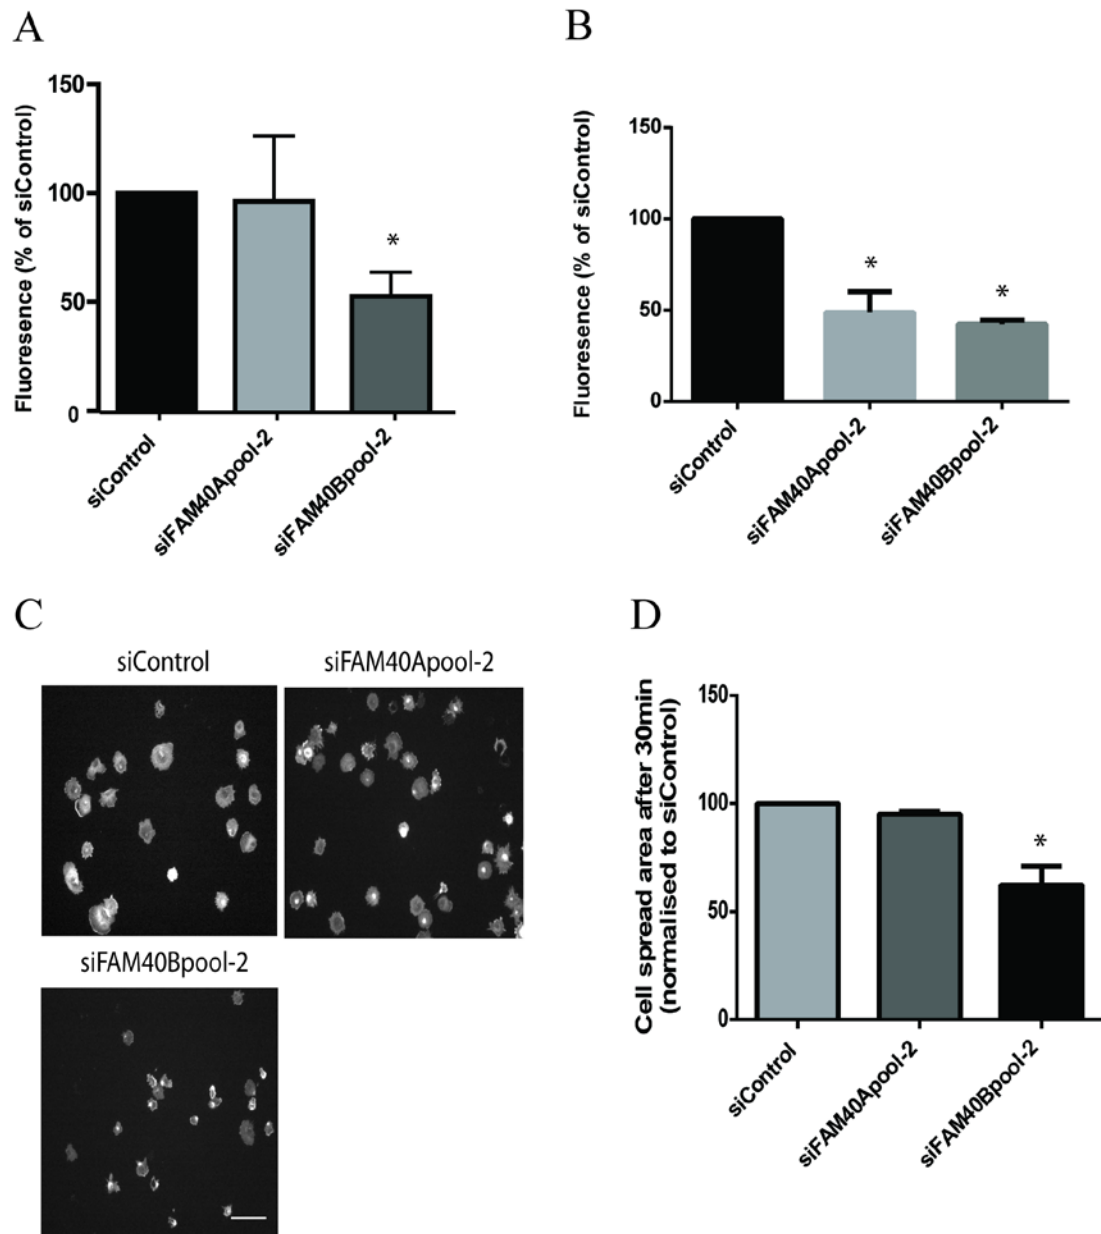 A
Fluoresence (% of siControl)
150
100
50
0
*
siControl
siFAM40Apool-2
siFAM40Bpool-2
B
Fluoresence (% of siControl)
150
100
50
0
*
*
siControl
siFAM40Apool-2
siFAM40Bpool-2
C
siControl
siFAM40Apool-2
siFAM40Bpool-2
D
Cell spread area after 30min
(normalised to siControl)
150
100
50
0
*
siControl
siFAM40Apool-2
siFAM40Bpool-2